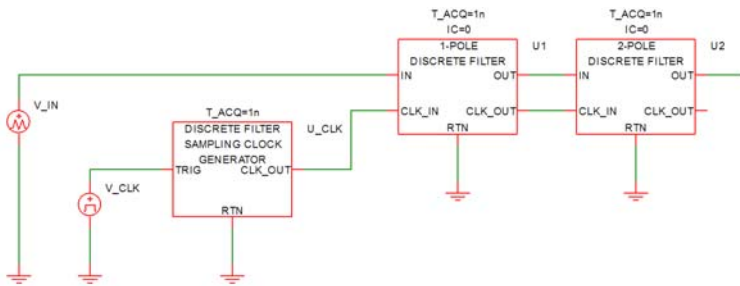 T_ACQ=1n
IC=0
1-POLE
DISCRETE FILTER
U1
IN
OUT
CLK_IN
CLK_OUT
RTN
T_ACQ=1n
IC=0
2-POLE
DISCRETE FILTER
U2
IN
OUT
CLK_IN
CLK_OUT
RTN
V_IN
T_ACQ=1n
DISCRETE FILTER
SAMPLING CLOCK
GENERATOR
U_CLK
TRIG
CLK_OUT
RTN
V_CLK